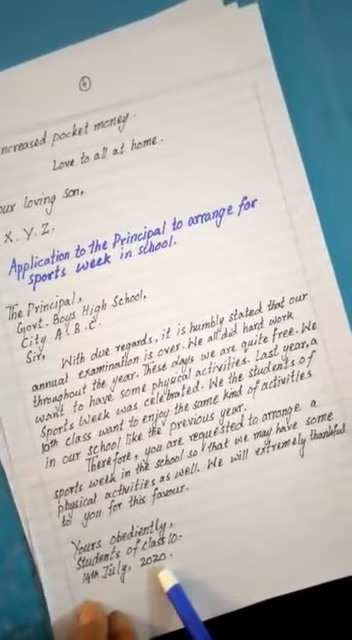 4
ncreased pocket money.
Love to all at home.
our loving Son,
X. Y. Z.
Application to the Principal to arrange for
sports week in school.
The Principal,
Govt. Boys High School,
City A.B.C.
Sir,
With due regards, it is humbly stated that our
annual examination is over. We all did hard work
throughout the year. These days we are quite free. We
want to have some physical activities. Last year, a
Sports Week was celebrated. We the students of
10th class want to enjoy the same kind of activities
in our school like the previous year.
Therefore, you are requested to arrange a
sports week in the school so that we may have some
physical activities as well. We will extremely thankful
to you for this favour.
Yours obediently,
Students of class 10.
14th July, 2020.